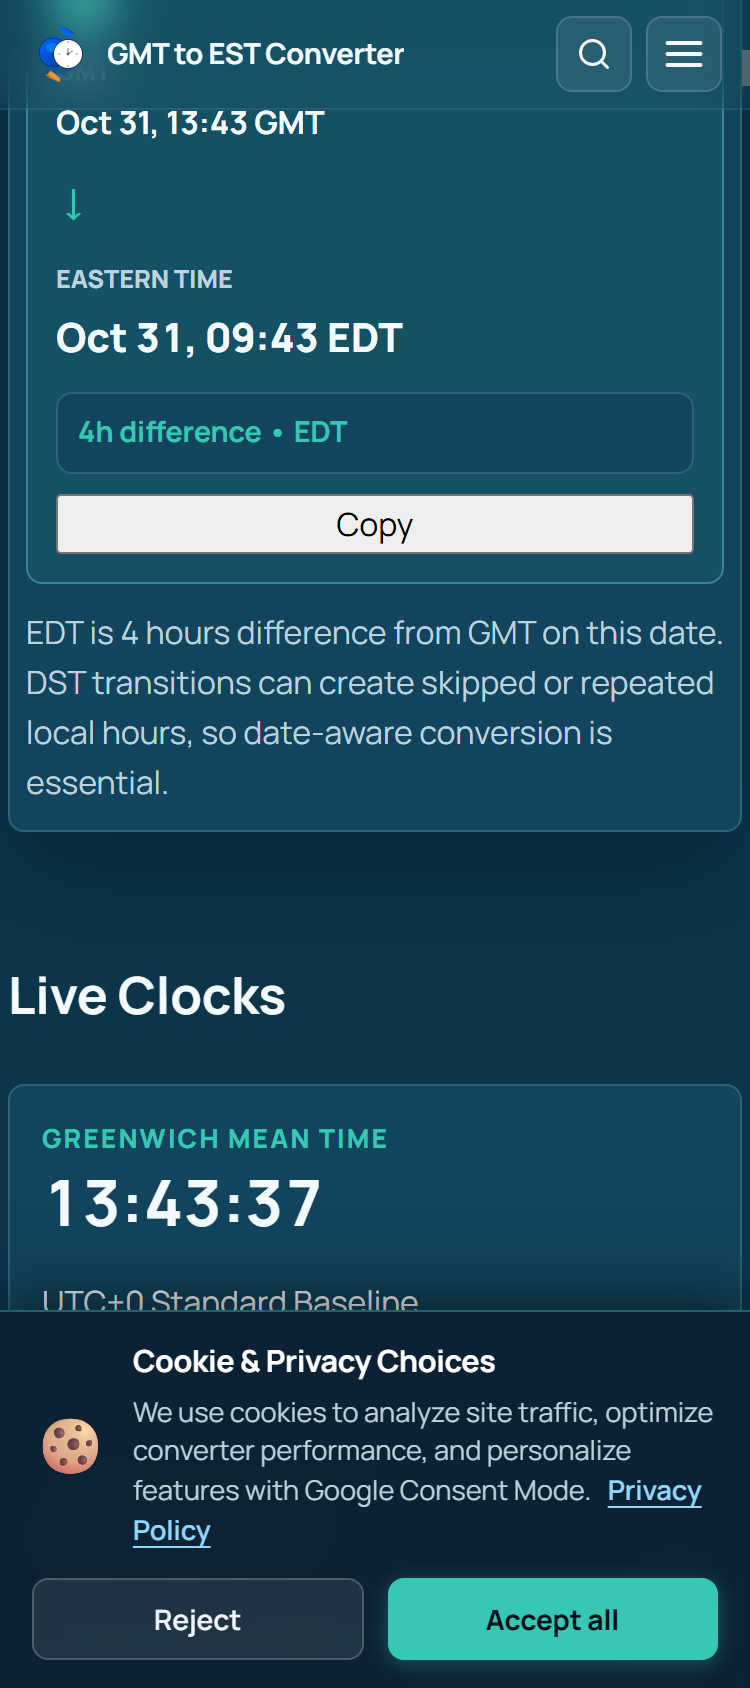 GMT to EST Converter
GMT
Oct 31, 13:43 GMT
↓
EASTERN TIME
Oct 31, 09:43 EDT
4h difference • EDT
Copy
EDT is 4 hours difference from GMT on this date.
DST transitions can create skipped or repeated
local hours, so date-aware conversion is
essential.
Live Clocks
GREENWICH MEAN TIME
13:43:37
UTC+0 Standard Baseline
Cookie & Privacy Choices
We use cookies to analyze site traffic, optimize
converter performance, and personalize
features with Google Consent Mode. Privacy
Policy
Reject
Accept all